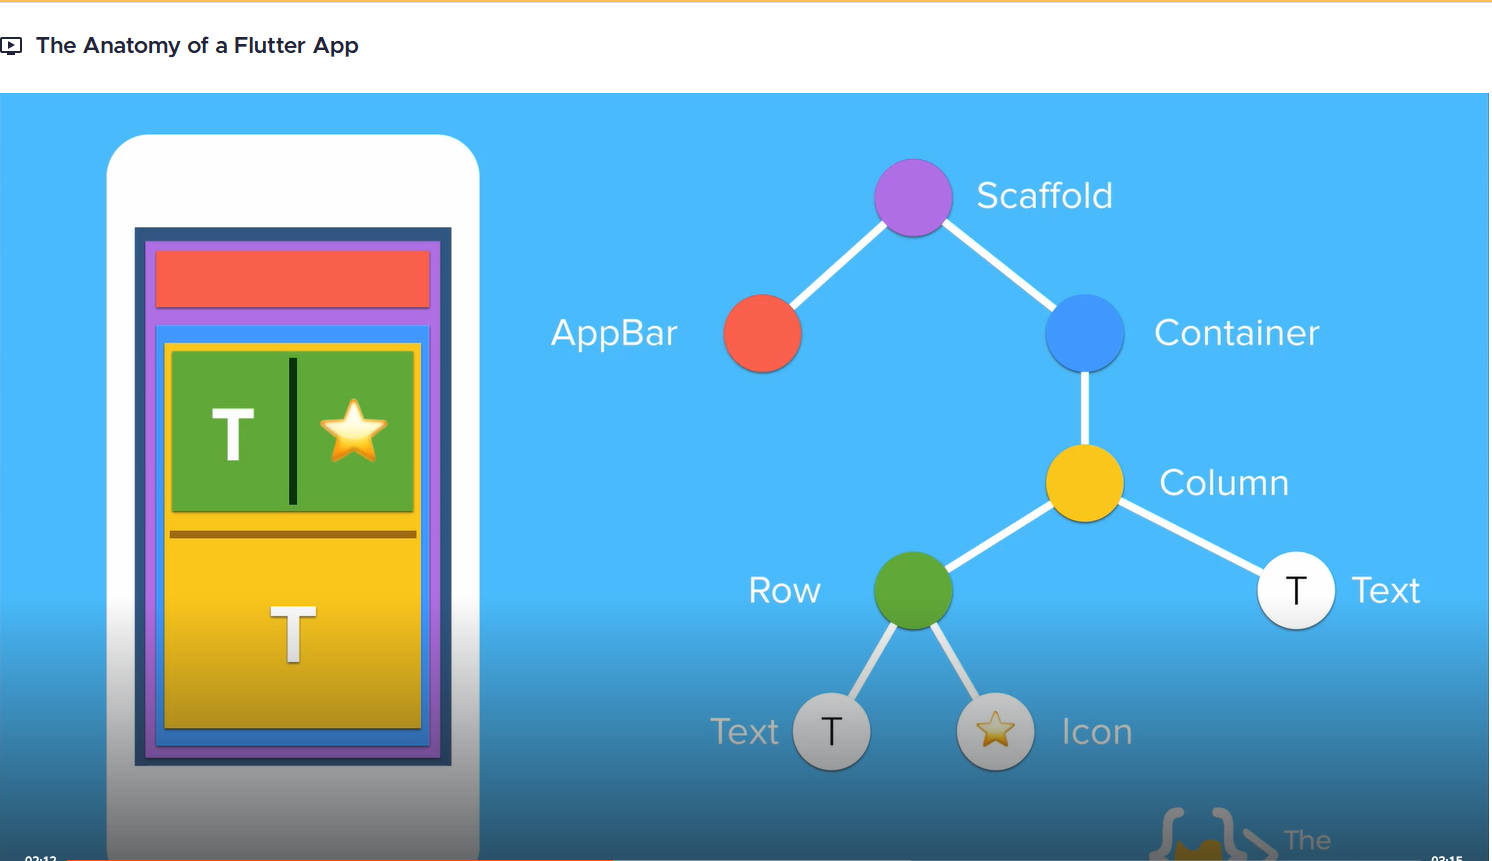 The Anatomy of a Flutter App
Scaffold
AppBar
Container
T
Column
Row
T
Text
T
Text
T
Icon
The